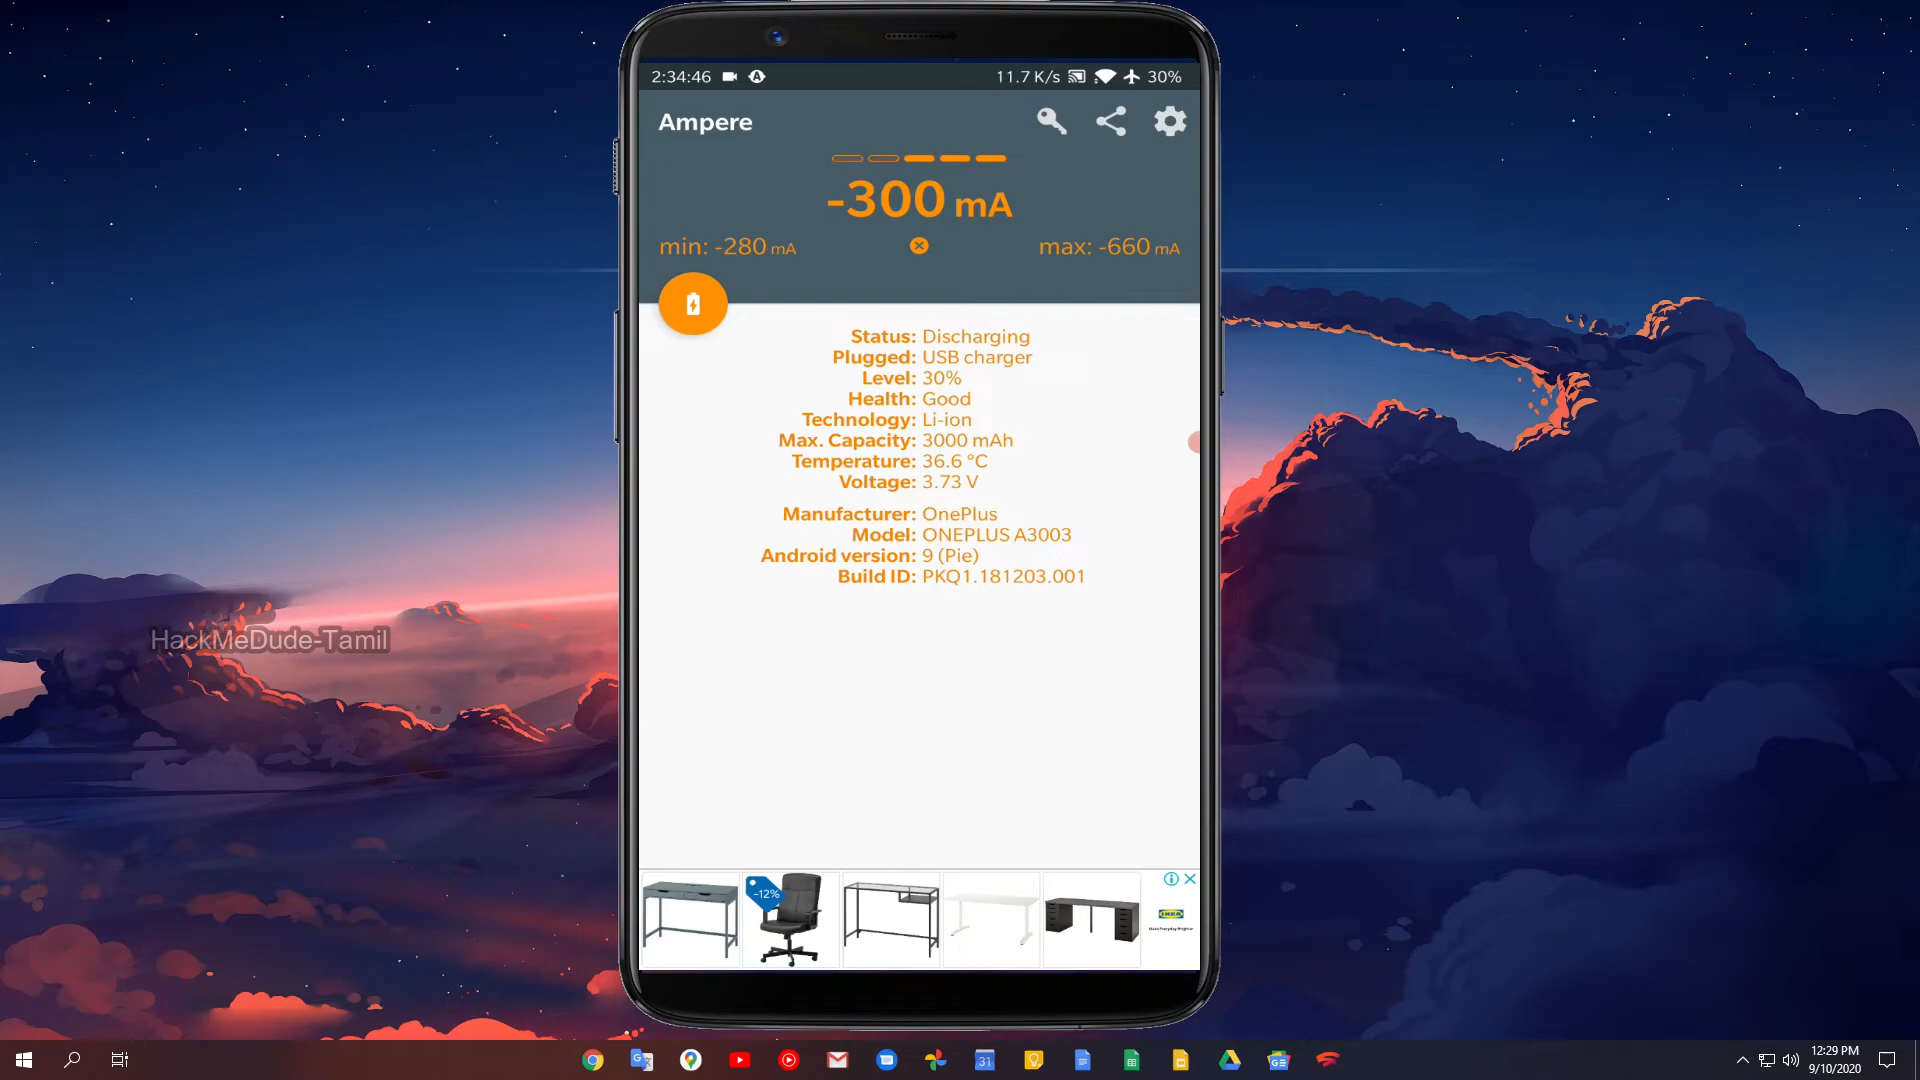 2:34:46
11.7 K/s
30%
Ampere
-300 mA
min: -280 mA
max: -660 mA
Status: Discharging
Plugged: USB charger
Level: 30%
Health: Good
Technology: Li-ion
Max. Capacity: 3000 mAh
Temperature: 36.6 °C
Voltage: 3.73 V
Manufacturer: OnePlus
Model: ONEPLUS A3003
Android version: 9 (Pie)
Build ID: PKQ1.181203.001
HackMeDude-Tamil
-12%
IKEA
31
12:29 PM
9/10/2020